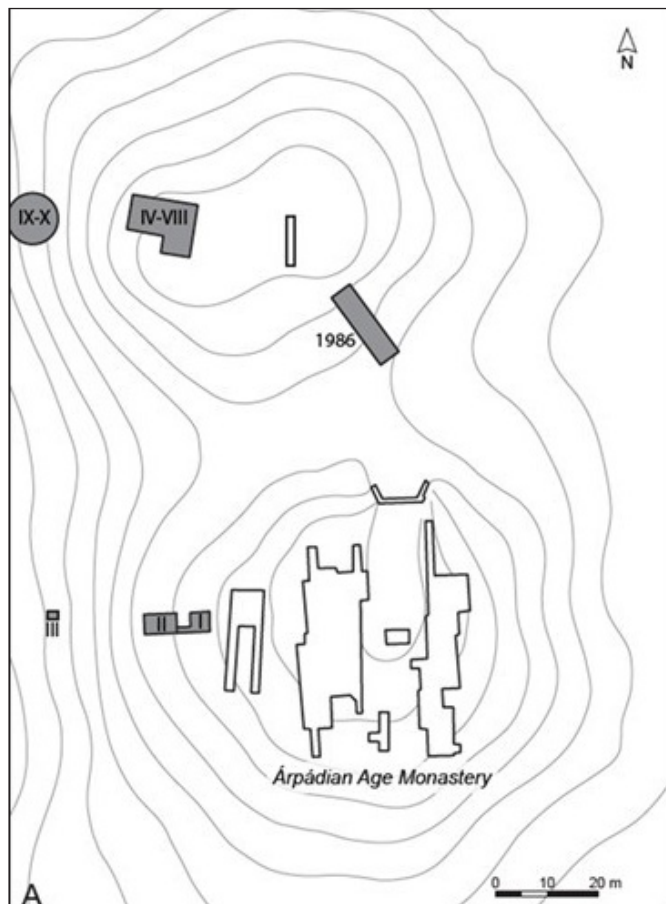 N
IX-X
IV-VIII
1986
II
I
III
Árpádian Age Monastery
A
0
10
20 m